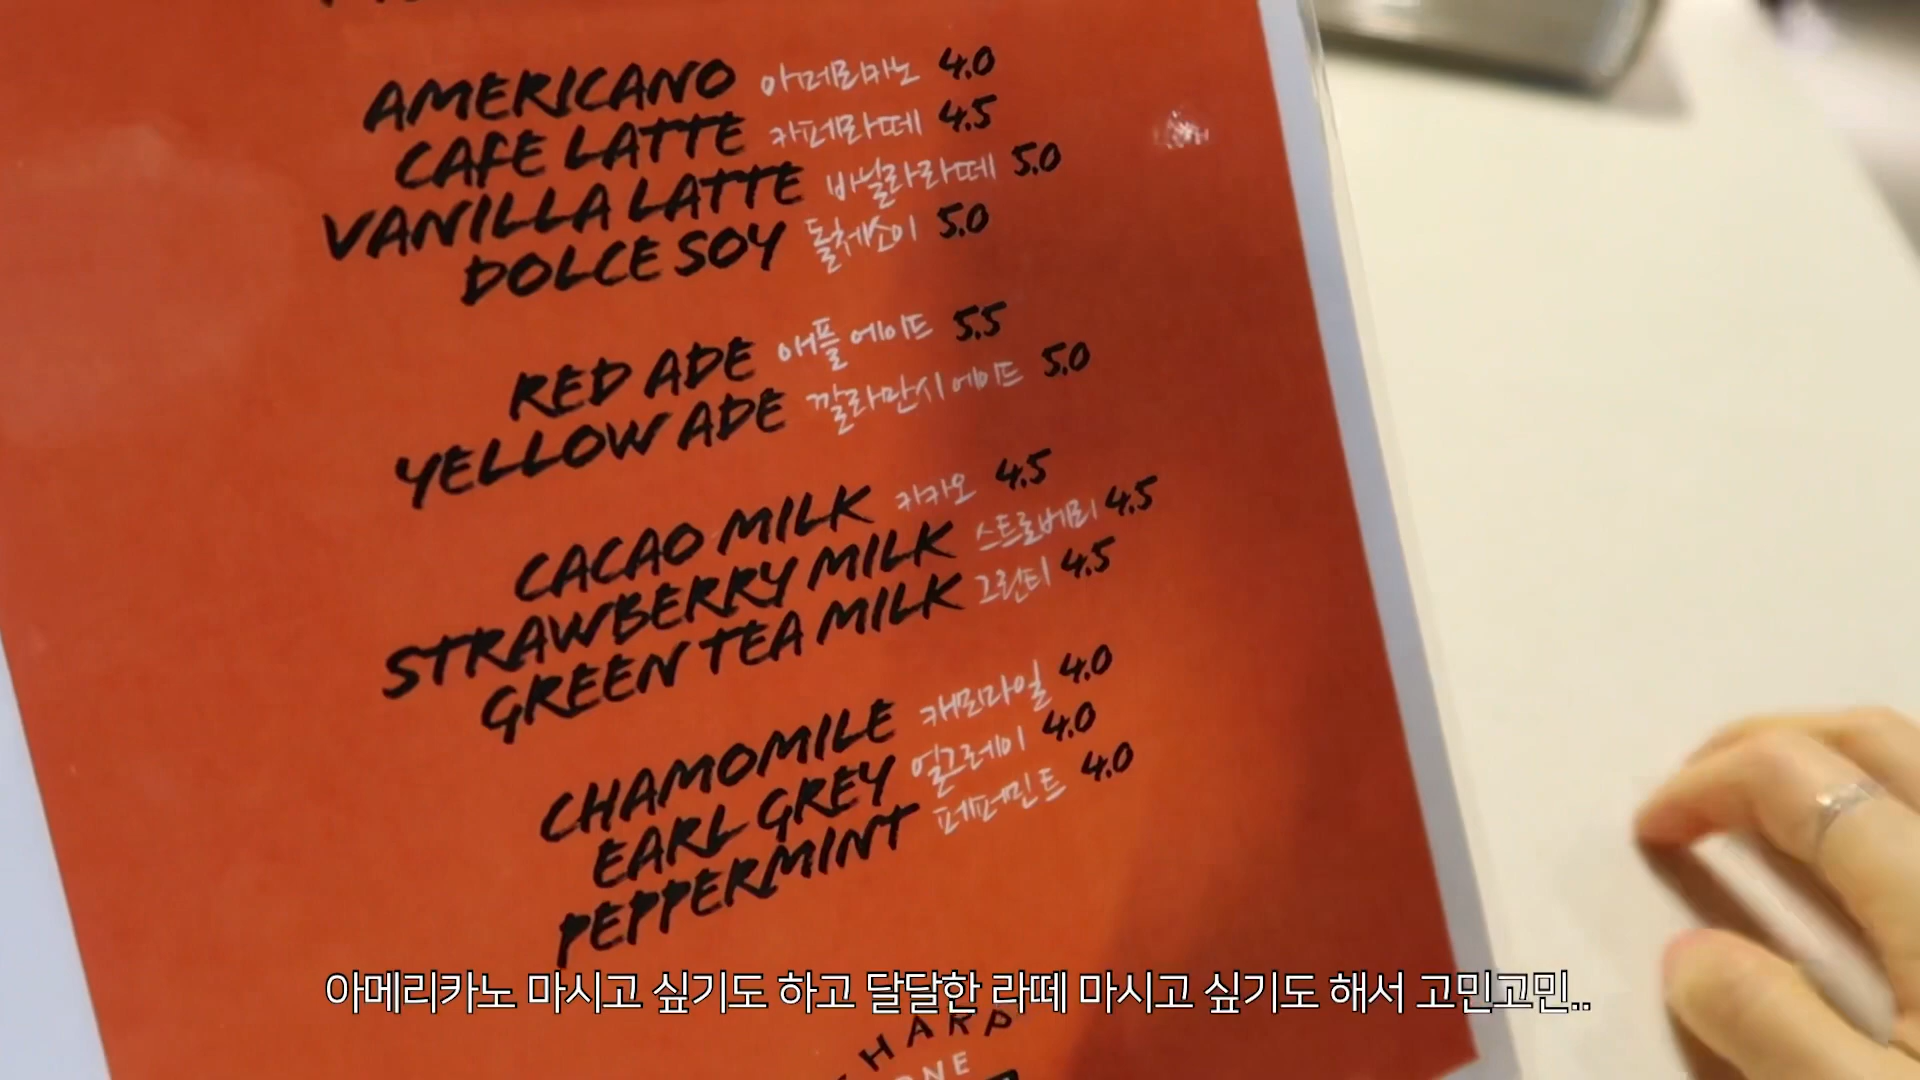 AMERICANO 아메리카노 4.0
CAFE LATTE 카페라떼 4.5
VANILLA LATTE 바닐라라떼 5.0
DOLCE SOY 돌체소이 5.0
RED ADE 애플에이드 5.5
YELLOW ADE 깔라만시에이드 5.0
CACAO MILK 카카오 4.5
STRAWBERRY MILK 스트로베리 4.5
GREEN TEA MILK 그린티 4.5
CHAMOMILE 캐모마일 4.0
EARL GREY 얼그레이 4.0
PEPPERMINT 페퍼민트 4.0
아메리카노 마시고 싶기도 하고 달달한 라떼 마시고 싶기도 해서 고민고민..
HARP
ONE